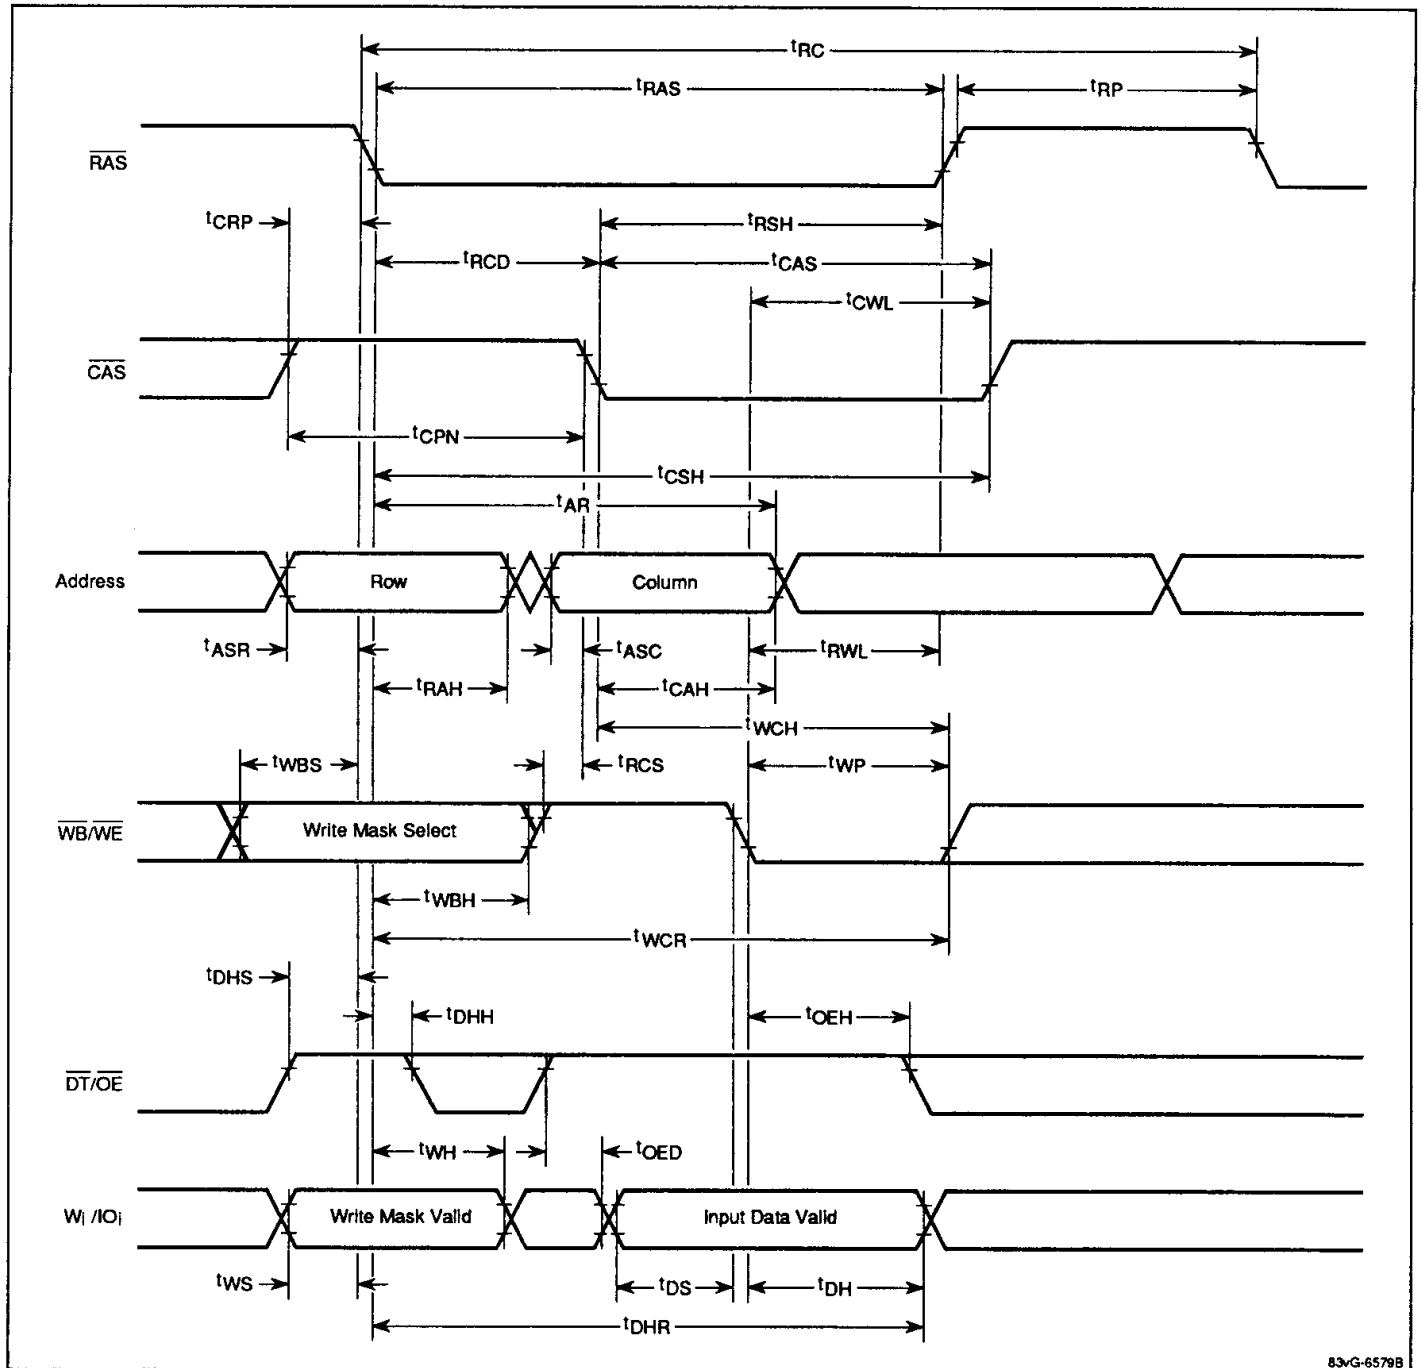 tRC
tRAS
tRP
RAS
tCRP
tRSH
tRCD
tCAS
tCWL
CAS
tCPN
tCSH
tAR
Address
Row
Column
tASR
tASC
tRWL
tRAH
tCAH
tWCH
tWBS
tRCS
tWP
WB/WE
Write Mask Select
tWBH
tWCR
tDHS
tDHH
tOEH
DT/OE
tWH
tOED
Wi /IOi
Write Mask Valid
Input Data Valid
tWS
tDS
tDH
tDHR
83vG-6579B